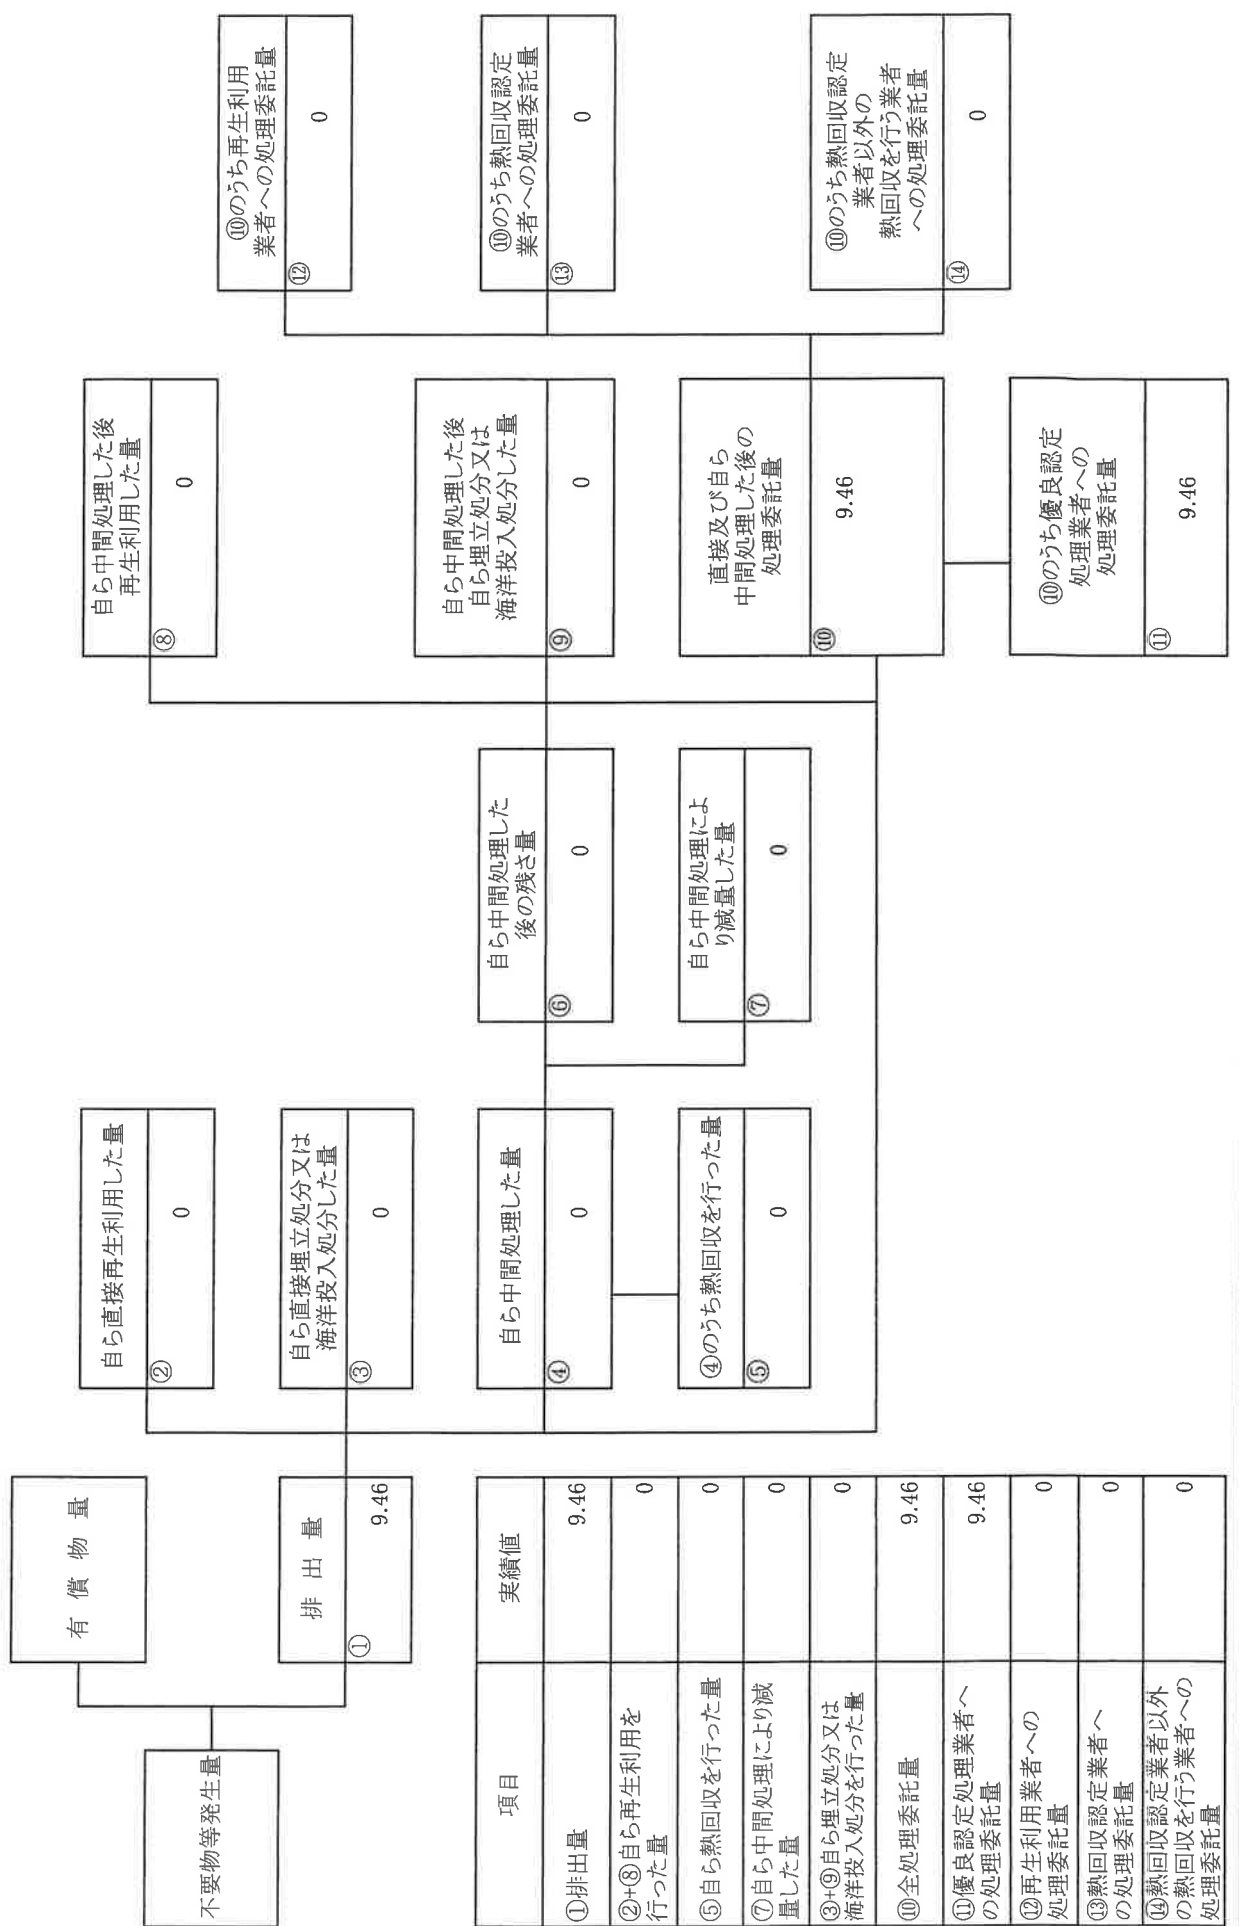 不要物等発生量
有償物量
排出量
①
9.46
自ら直接再生利用した量
②
0
自ら直接埋立処分又は
海洋投入処分した量
③
0
自ら中間処理した量
④
0
④のうち熱回収を行った量
⑤
0
自ら中間処理した
後の残さ量
⑥
0
自ら中間処理によ
り減量した量
⑦
0
自ら中間処理した後
再生利用した量
⑧
0
自ら中間処理した後
自ら埋立処分又は
海洋投入処分した量
⑨
0
直接及び自ら
中間処理した後の
処理委託量
⑩
9.46
⑩のうち優良認定
処理業者への
処理委託量
⑪
9.46
⑩のうち再生利用
業者への処理委託量
⑫
0
⑩のうち熱回収認定
業者への処理委託量
⑬
0
⑩のうち熱回収認定
業者以外の
熱回収を行う業者
への処理委託量
⑭
0
項目 実績値
①排出量 9.46
②+⑧自ら再生利用を
行った量 0
⑤自ら熱回収を行った量 0
⑦自ら中間処理により減
量した量 0
③+⑨自ら埋立処分又は
海洋投入処分を行った量 0
⑩全処理委託量 9.46
⑪優良認定処理業者へ
の処理委託量 9.46
⑫再生利用業者への
処理委託量 0
⑬熱回収認定業者へ
の処理委託量 0
⑭熱回収認定業者以外
の熱回収を行う業者への
処理委託量 0